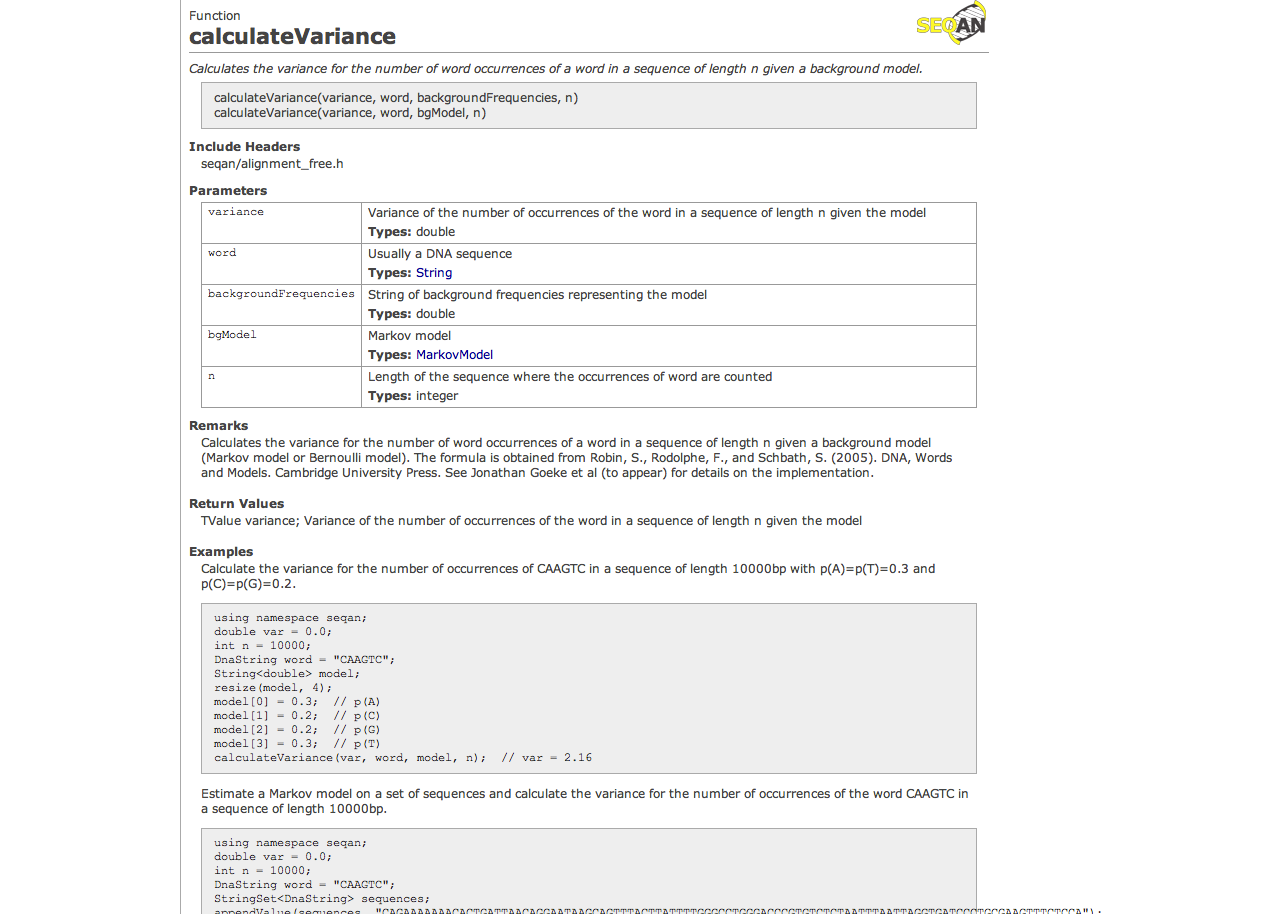 Function
calculateVariance
SEQAN
Calculates the variance for the number of word occurrences of a word in a sequence of length n given a background model.
calculateVariance(variance, word, backgroundFrequencies, n)
calculateVariance(variance, word, bgModel, n)
Include Headers
seqan/alignment_free.h
Parameters
variance
Variance of the number of occurrences of the word in a sequence of length n given the model
Types: double
word
Usually a DNA sequence
Types: String
backgroundFrequencies
String of background frequencies representing the model
Types: double
bgModel
Markov model
Types: MarkovModel
n
Length of the sequence where the occurrences of word are counted
Types: integer
Remarks
Calculates the variance for the number of word occurrences of a word in a sequence of length n given a background model
(Markov model or Bernoulli model). The formula is obtained from Robin, S., Rodolphe, F., and Schbath, S. (2005). DNA, Words
and Models. Cambridge University Press. See Jonathan Goeke et al (to appear) for details on the implementation.
Return Values
TValue variance; Variance of the number of occurrences of the word in a sequence of length n given the model
Examples
Calculate the variance for the number of occurrences of CAAGTC in a sequence of length 10000bp with p(A)=p(T)=0.3 and
p(C)=p(G)=0.2.
using namespace seqan;
double var = 0.0;
int n = 10000;
DnaString word = "CAAGTC";
String<double> model;
resize(model, 4);
model[0] = 0.3;  // p(A)
model[1] = 0.2;  // p(C)
model[2] = 0.2;  // p(G)
model[3] = 0.3;  // p(T)
calculateVariance(var, word, model, n);  // var = 2.16
Estimate a Markov model on a set of sequences and calculate the variance for the number of occurrences of the word CAAGTC in
a sequence of length 10000bp.
using namespace seqan;
double var = 0.0;
int n = 10000;
DnaString word = "CAAGTC";
StringSet<DnaString> sequences;
appendValue(sequences,